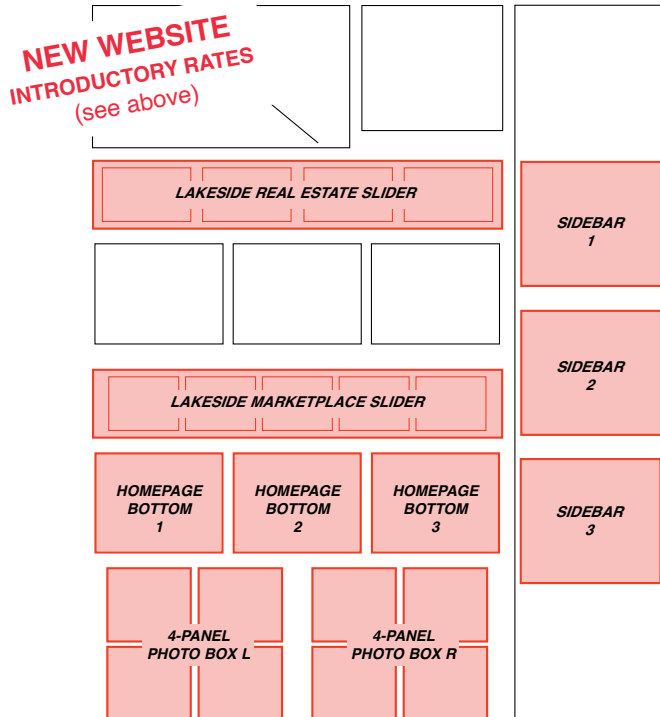 NEW WEBSITE
INTRODUCTORY RATES
(see above)
LAKESIDE REAL ESTATE SLIDER
SIDEBAR
1
SIDEBAR
2
LAKESIDE MARKETPLACE SLIDER
HOMEPAGE
BOTTOM
1
HOMEPAGE
BOTTOM
2
HOMEPAGE
BOTTOM
3
SIDEBAR
3
4-PANEL
PHOTO BOX L
4-PANEL
PHOTO BOX R